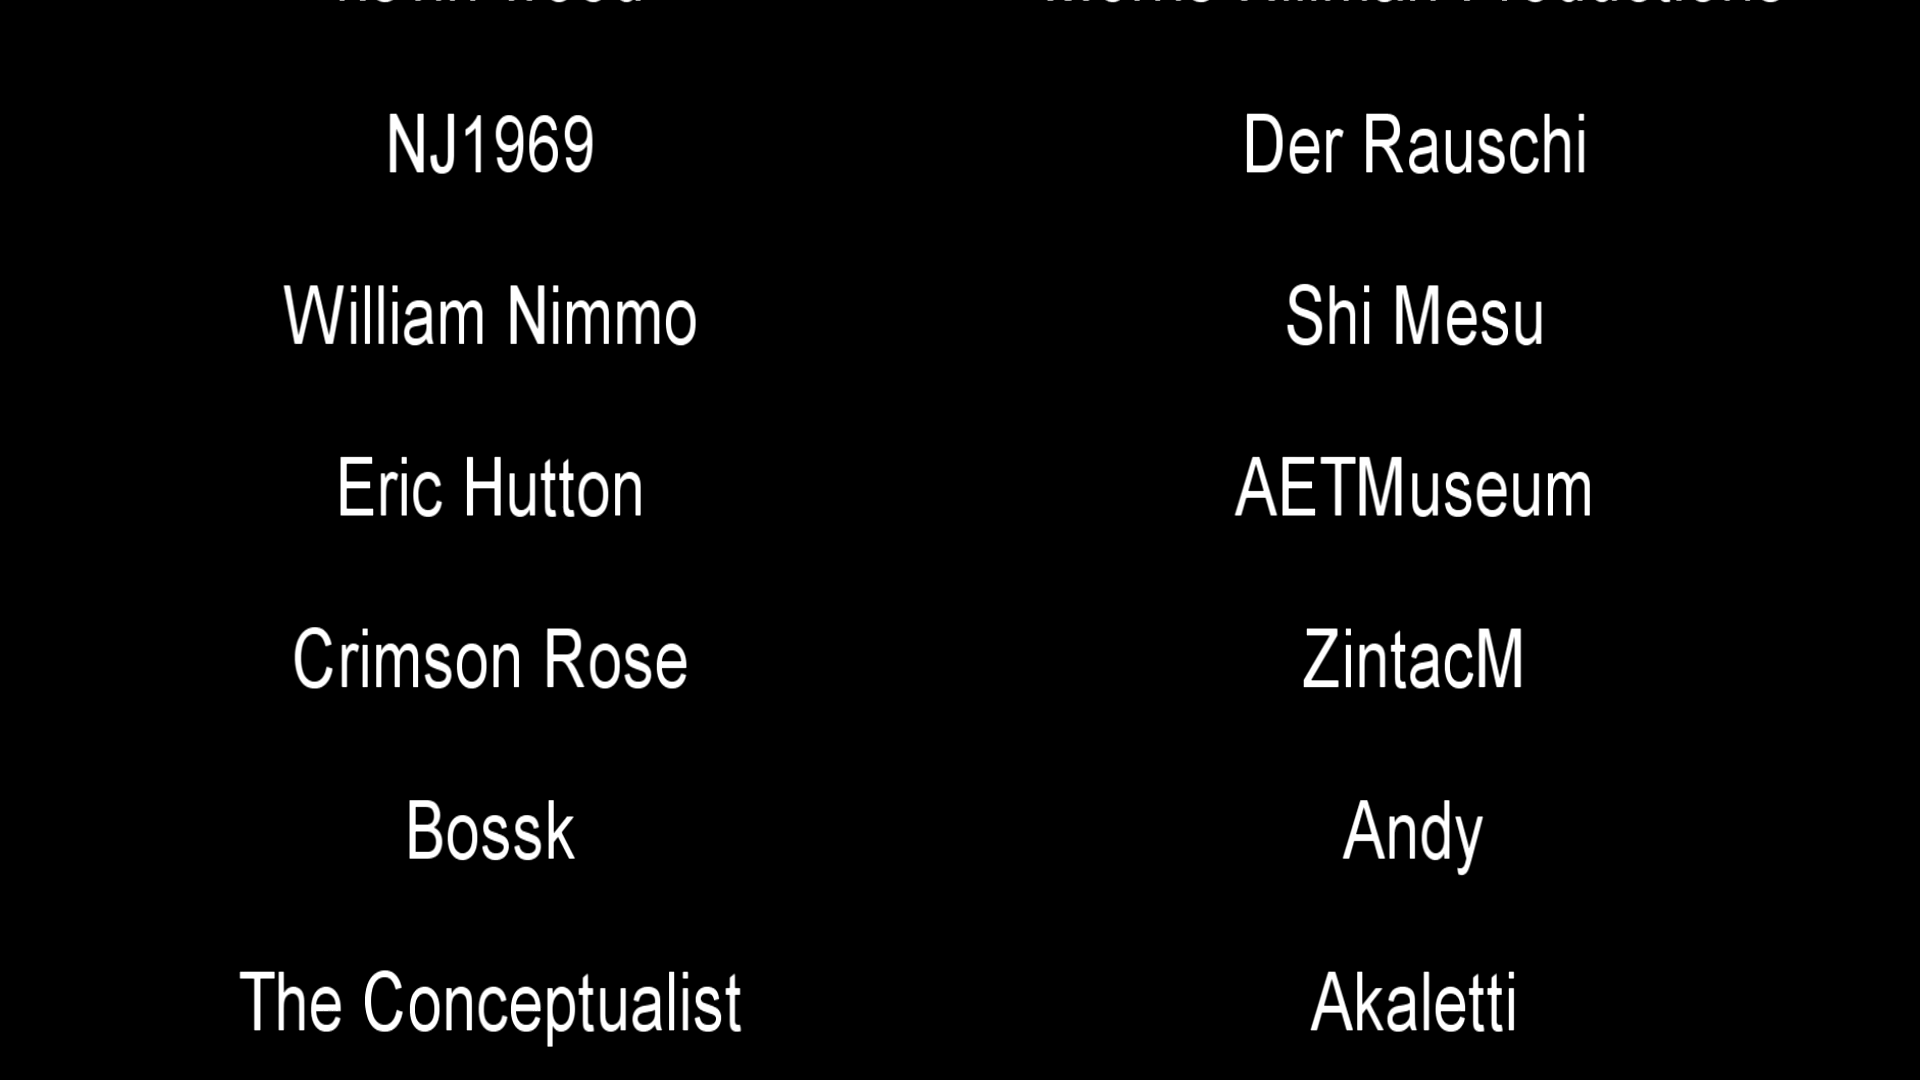 NJ1969 Der Rauschi
William Nimmo Shi Mesu
Eric Hutton AETMuseum
Crimson Rose ZintacM
Bossk Andy
The Conceptualist Akaletti